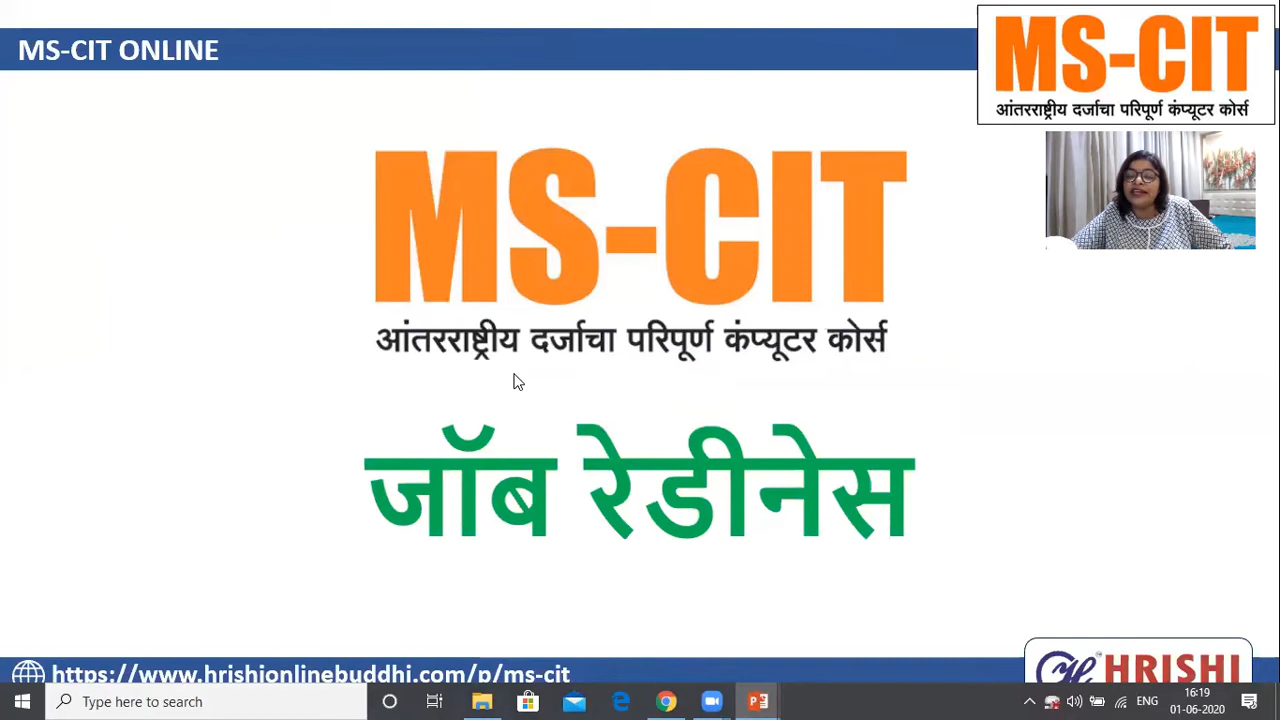 MS-CIT ONLINE
MS-CIT
आंतरराष्ट्रीय दर्जाचा परिपूर्ण कंप्यूटर कोर्स
MS-CIT
आंतरराष्ट्रीय दर्जाचा परिपूर्ण कंप्यूटर कोर्स
जॉब रेडीनेस
https://www.hrishionlinebuddhi.com/p/ms-cit
HRISHI
Type here to search
ENG
16:19
01-06-2020